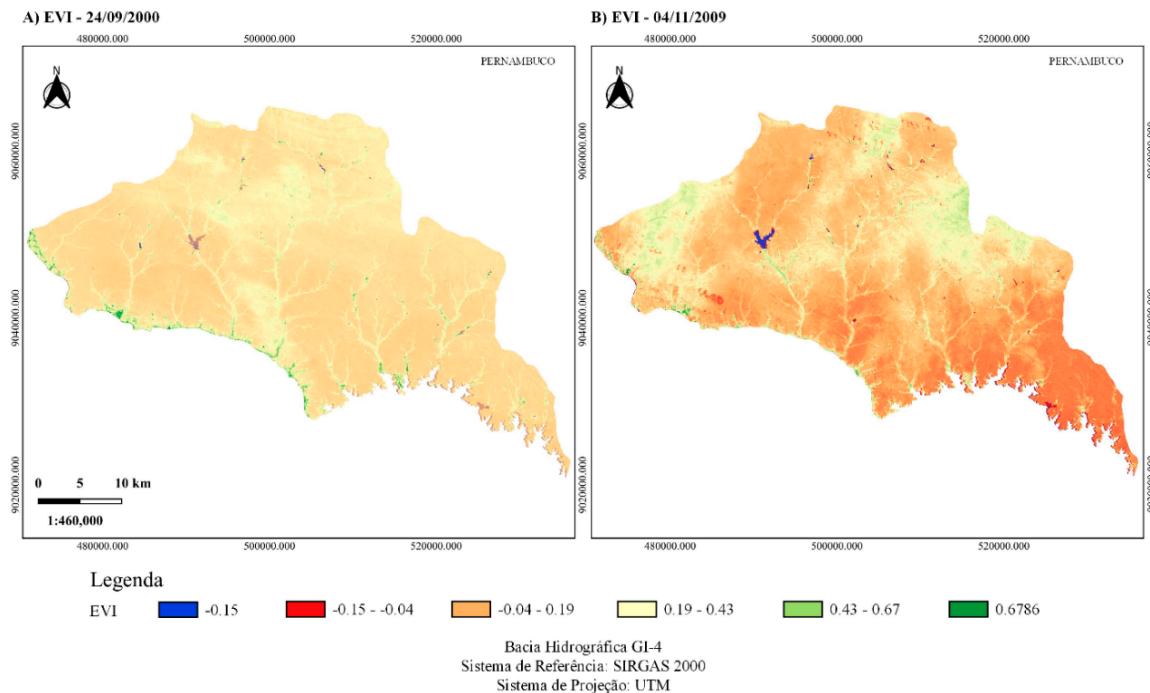 A) EVI - 24/09/2000
480000.000 500000.000 520000.000
PERNAMBUCO
N
9060000.000
9040000.000
9020000.000
0 5 10 km
1:460,000
480000.000 500000.000 520000.000
B) EVI - 04/11/2009
480000.000 500000.000 520000.000
PERNAMBUCO
N
9060000.000
9040000.000
9020000.000
480000.000 500000.000 520000.000
Legenda
EVI -0.15 -0.15 - -0.04 -0.04 - 0.19 0.19 - 0.43 0.43 - 0.67 0.6786
Bacia Hidrográfica GI-4
Sistema de Referência: SIRGAS 2000
Sistema de Projeção: UTM